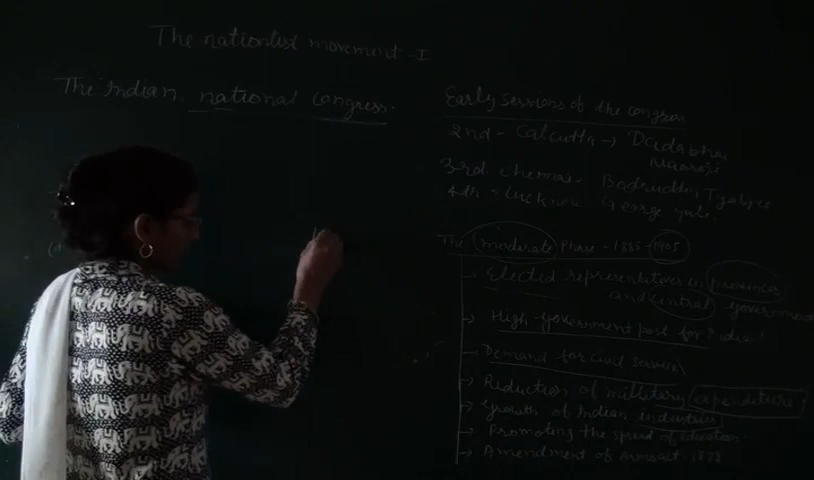 The nationlist movement - I
The Indian national congress.
Early sessions of the congress
2nd - Calcutta → Dadabhai
Naoroji
3rd. Chennai - Badruddin Tyabjee
4th - Lucknow George Yule.
The moderate Phase - 1885 - 1905
Elected representatives in provinces
and central government
→ High government post for Indian
→ Demand for civil services
→ Reduction of millitary expenditure
→ Growth of Indian industries
→ Promoting the spread of education
→ Amendment of arms act. 1878